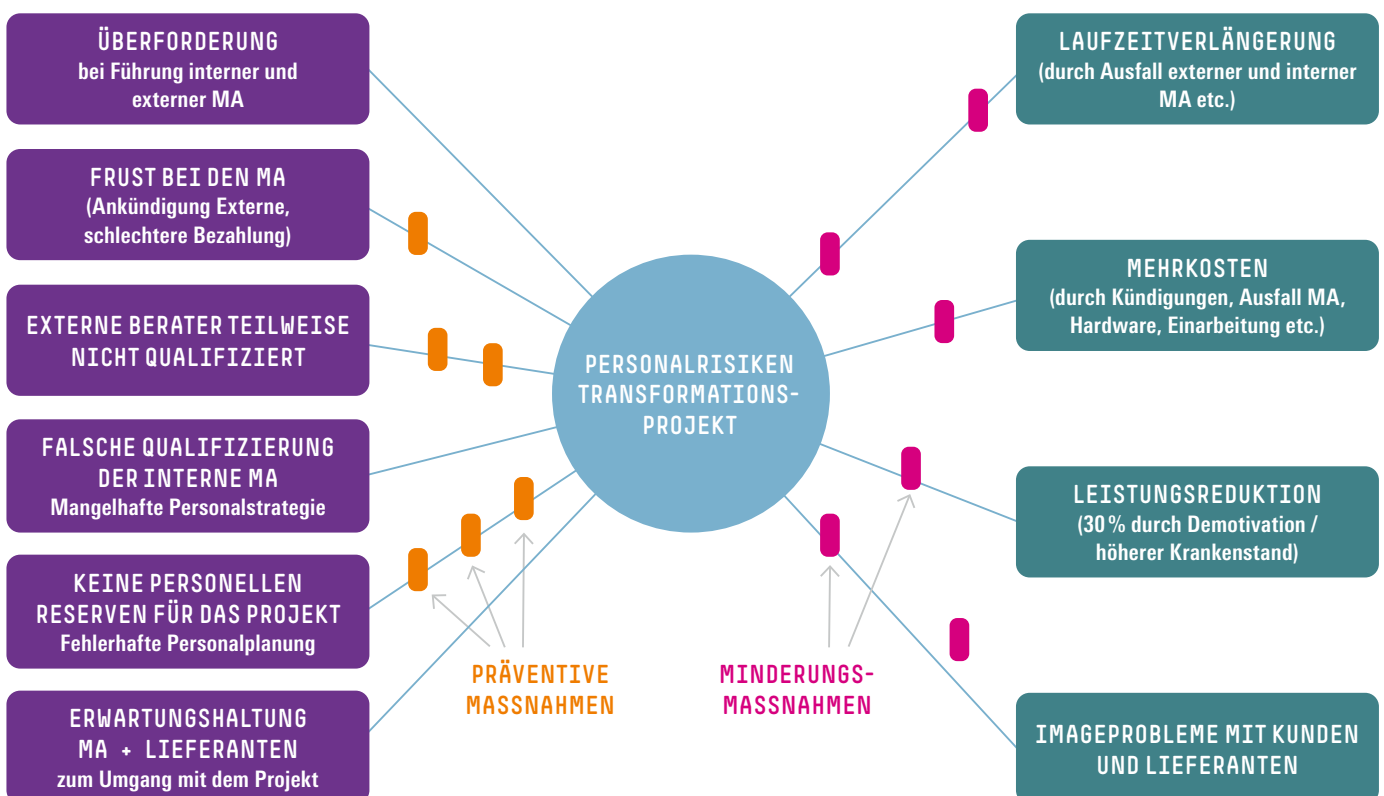 ÜBERFORDERUNG
bei Führung interner und
externer MA
FRUST BEI DEN MA
(Ankündigung Externe,
schlechtere Bezahlung)
EXTERNE BERATER TEILWEISE
NICHT QUALIFIZIERT
FALSCHE QUALIFIZIERUNG
DER INTERNE MA
Mangelhafte Personalstrategie
KEINE PERSONELLEN
RESERVEN FÜR DAS PROJEKT
Fehlerhafte Personalplanung
ERWARTUNGSHALTUNG
MA + LIEFERANTEN
zum Umgang mit dem Projekt
PERSONALRISIKEN
TRANSFORMATIONS-
PROJEKT
PRÄVENTIVE
MASSNAHMEN
MINDERUNGS-
MASSNAHMEN
LAUFZEITVERLÄNGERUNG
(durch Ausfall externer und interner
MA etc.)
MEHRKOSTEN
(durch Kündigungen, Ausfall MA,
Hardware, Einarbeitung etc.)
LEISTUNGSREDUKTION
(30 % durch Demotivation /
höherer Krankenstand)
IMAGEPROBLEME MIT KUNDEN
UND LIEFERANTEN